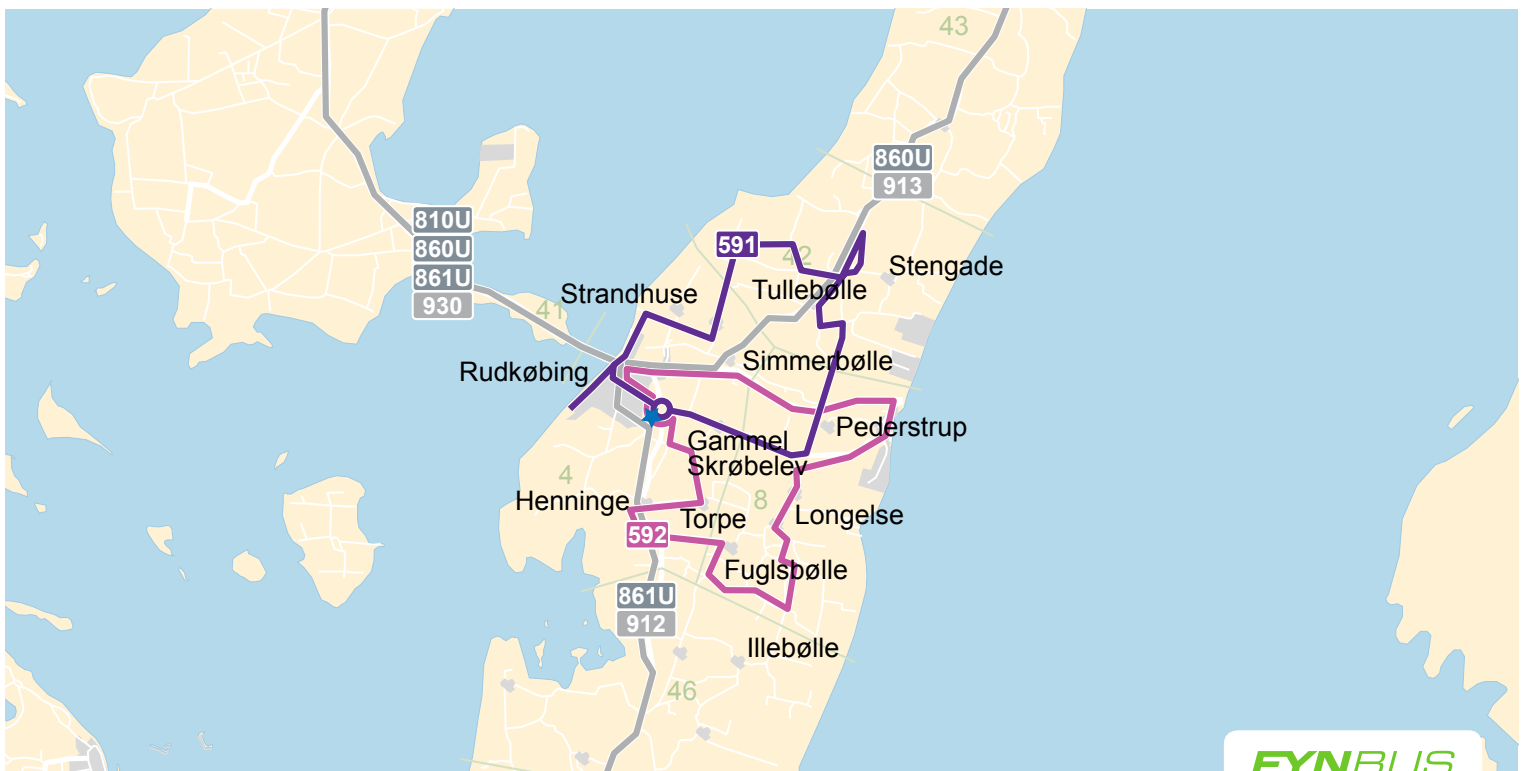 43
860U
913
810U
860U
861U
930
591
42
Stengade
Strandhuse
Tullebølle
41
Simmerbølle
Rudkøbing
Pederstrup
Gammel
Skrøbelev
4
Henninge
8
Torpe
Longelse
592
Fuglsbølle
861U
912
Illebølle
46
FYNBUS